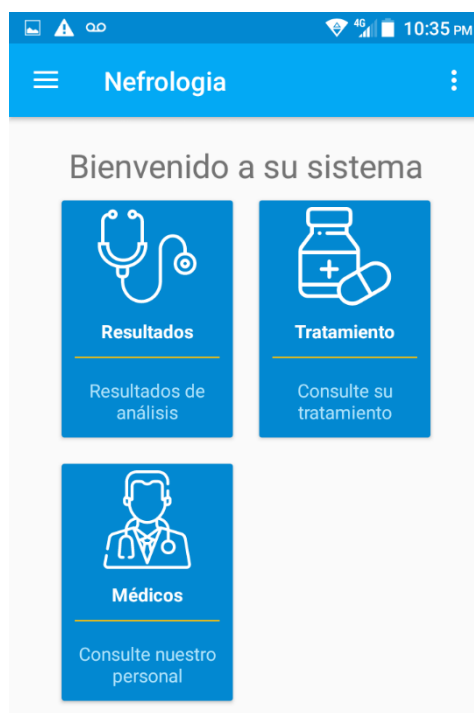 4G 10:35 PM
Nefrologia
Bienvenido a su sistema
Resultados
Resultados de
análisis
Tratamiento
Consulte su
tratamiento
Médicos
Consulte nuestro
personal